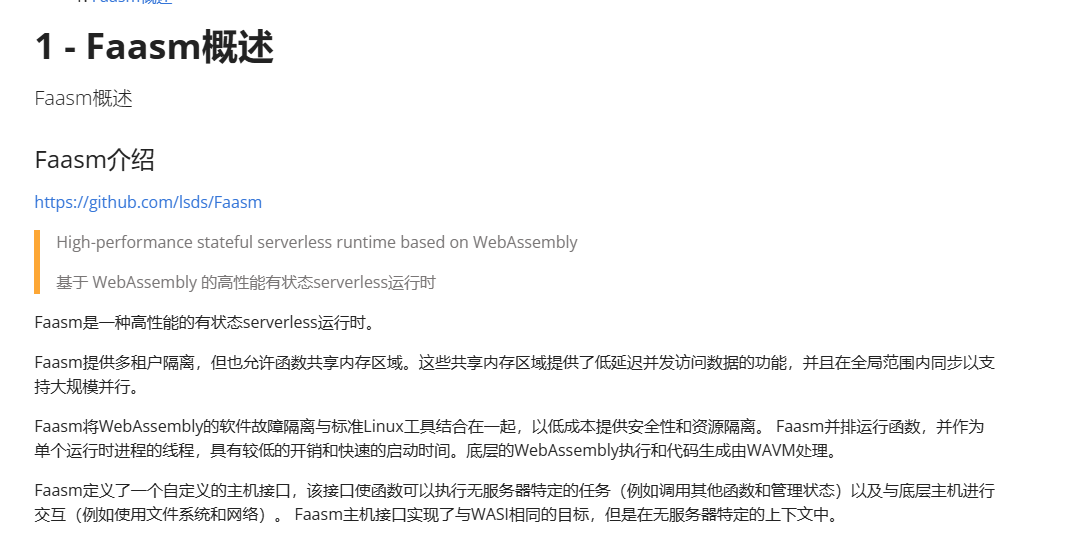 1 - Faasm概述
Faasm概述
Faasm介绍
https://github.com/lsds/Faasm
High-performance stateful serverless runtime based on WebAssembly
基于 WebAssembly 的高性能有状态serverless运行时
Faasm是一种高性能的有状态serverless运行时。
Faasm提供多租户隔离，但也允许函数共享内存区域。这些共享内存区域提供了低延迟并发访问数据的功能，并且在全局范围内同步以支
持大规模并行。
Faasm将WebAssembly的软件故障隔离与标准Linux工具结合在一起，以低成本提供安全性和资源隔离。 Faasm并排运行函数，并作为
单个运行时进程的线程，具有较低的开销和快速的启动时间。底层的WebAssembly执行和代码生成由WAVM处理。
Faasm定义了一个自定义的主机接口，该接口使函数可以执行无服务器特定的任务（例如调用其他函数和管理状态）以及与底层主机进行
交互（例如使用文件系统和网络）。 Faasm主机接口实现了与WASI相同的目标，但是在无服务器特定的上下文中。